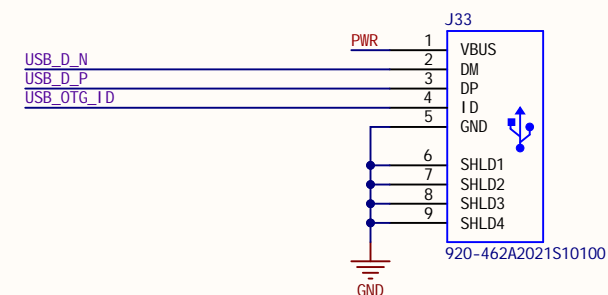 J33
PWR 1 VBUS
USB_D_N 2 DM
USB_D_P 3 DP
USB_OTG_ID 4 ID
5 GND
6 SHLD1
7 SHLD2
8 SHLD3
9 SHLD4
920-462A2021S10100
GND